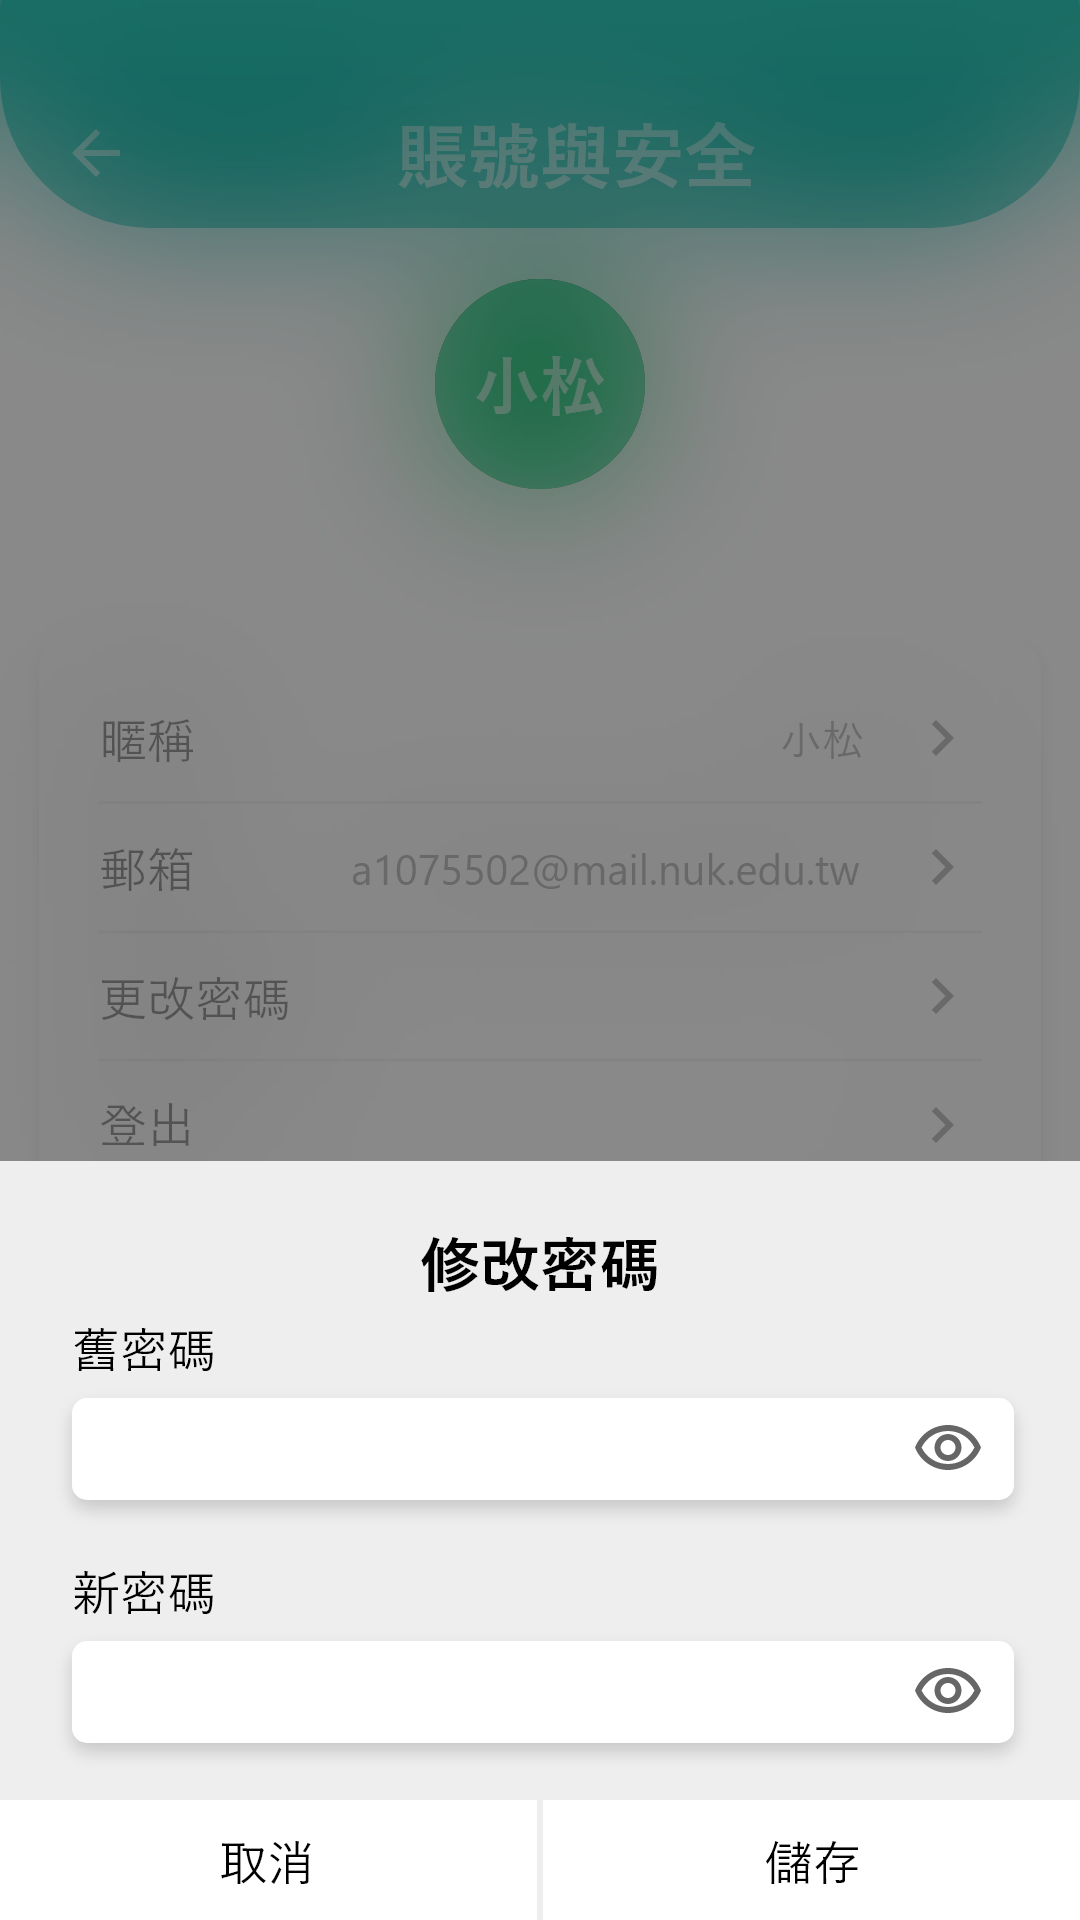 賬號與安全
小松
暱稱 小松
郵箱 a1075502@mail.nuk.edu.tw
更改密碼
登出
修改密碼
舊密碼
新密碼
取消 儲存